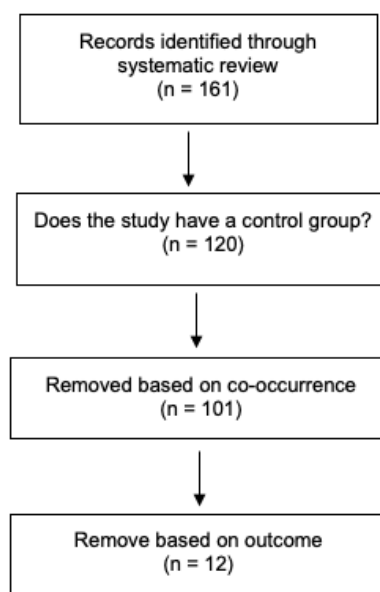 Records identified through
systematic review
(n = 161)
Does the study have a control group?
(n = 120)
Removed based on co-occurrence
(n = 101)
Remove based on outcome
(n = 12)